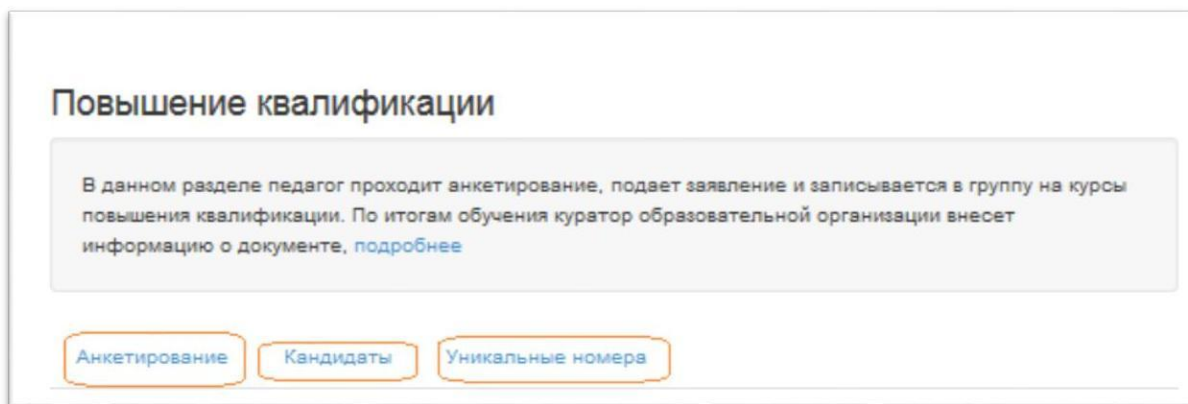 Повышение квалификации
В данном разделе педагог проходит анкетирование, подает заявление и записывается в группу на курсы
повышения квалификации. По итогам обучения куратор образовательной организации внесет
информацию о документе, подробнее
Анкетирование Кандидаты Уникальные номера